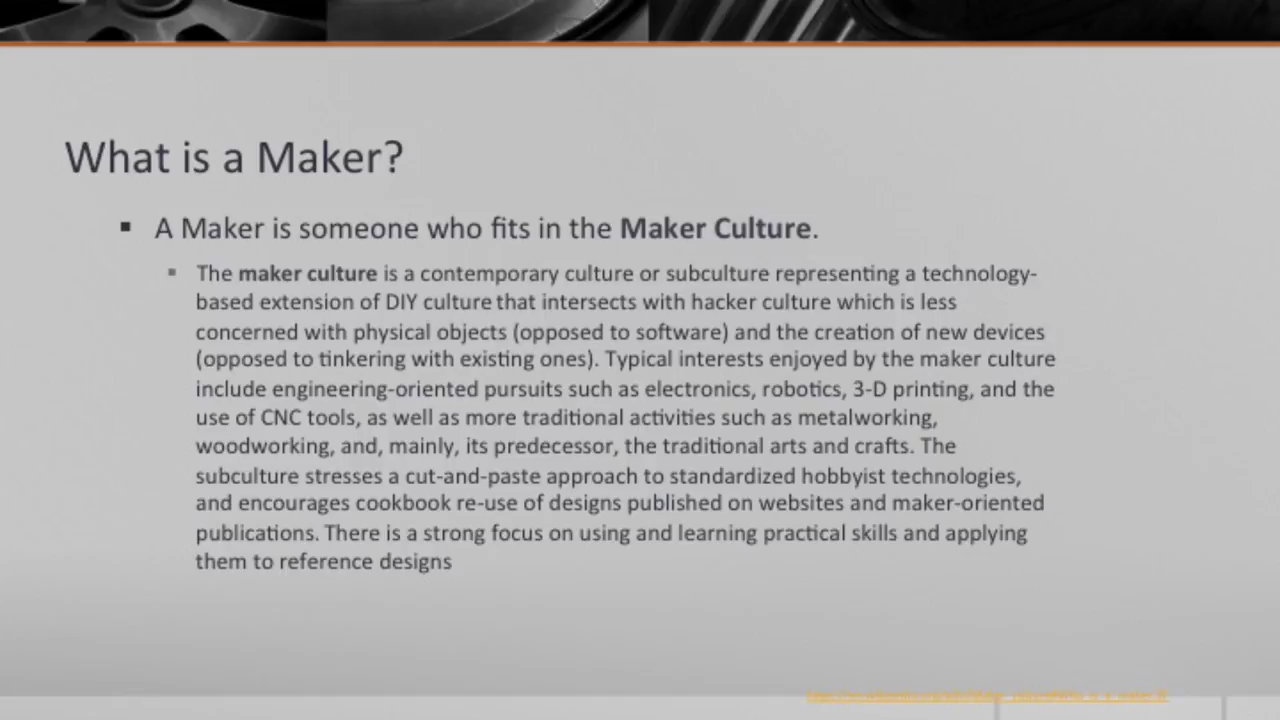 What is a Maker?
A Maker is someone who fits in the Maker Culture.
The maker culture is a contemporary culture or subculture representing a technology-
based extension of DIY culture that intersects with hacker culture which is less
concerned with physical objects (opposed to software) and the creation of new devices
(opposed to tinkering with existing ones). Typical interests enjoyed by the maker culture
include engineering-oriented pursuits such as electronics, robotics, 3-D printing, and the
use of CNC tools, as well as more traditional activities such as metalworking,
woodworking, and, mainly, its predecessor, the traditional arts and crafts. The
subculture stresses a cut-and-paste approach to standardized hobbyist technologies,
and encourages cookbook re-use of designs published on websites and maker-oriented
publications. There is a strong focus on using and learning practical skills and applying
them to reference designs